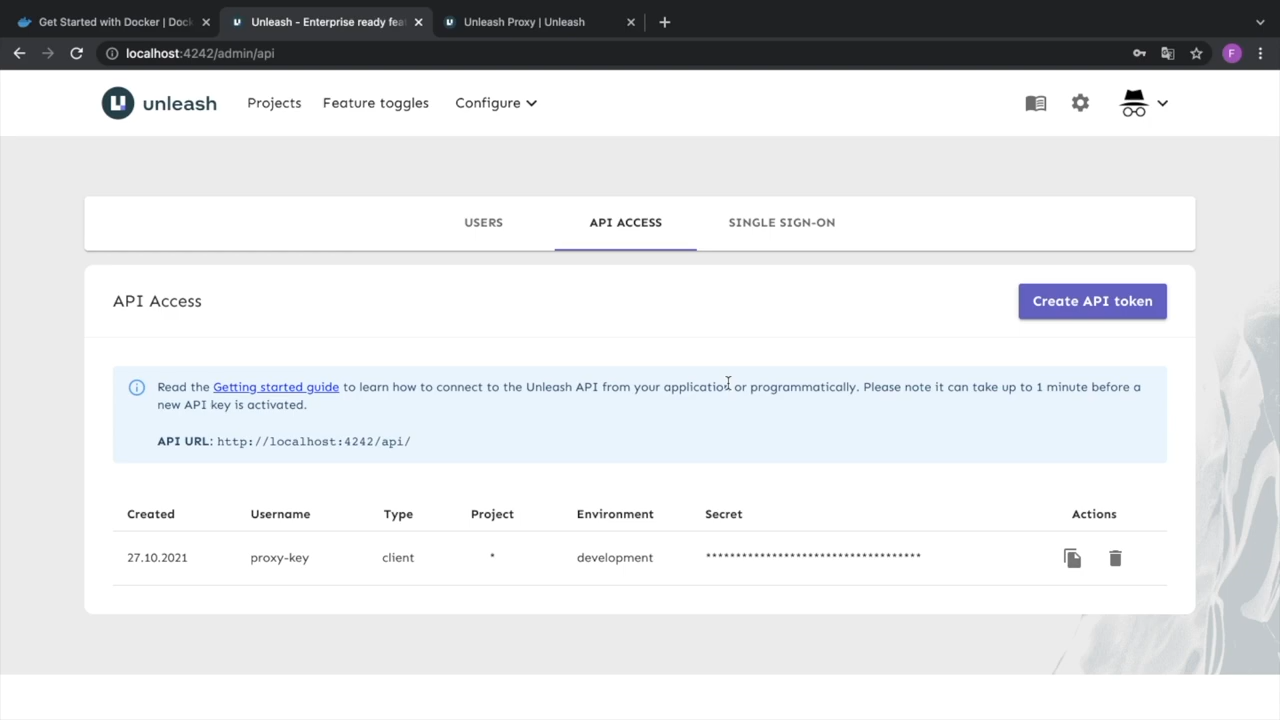 Get Started with Docker | Dock
Unleash - Enterprise ready fea
Unleash Proxy | Unleash
localhost:4242/admin/api
F
unleash
Projects
Feature toggles
Configure
USERS
API ACCESS
SINGLE SIGN-ON
API Access
Create API token
Read the Getting started guide to learn how to connect to the Unleash API from your application or programmatically. Please note it can take up to 1 minute before a
new API key is activated.
API URL: http://localhost:4242/api/
Created Username Type Project Environment Secret Actions
27.10.2021 proxy-key client * development ************************************